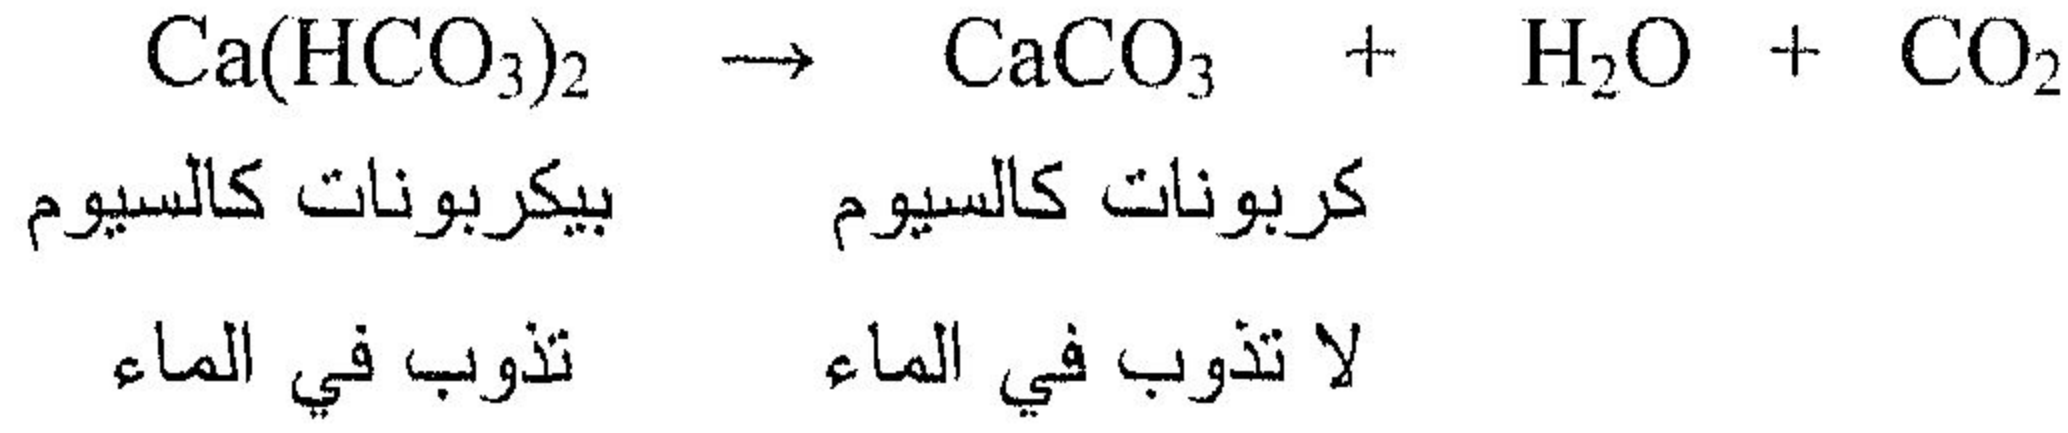 Ca(HCO₃)₂ → CaCO₃ + H₂O + CO₂
بيكربونات كالسيوم كربونات كالسيوم
تذوب في الماء لا تذوب في الماء